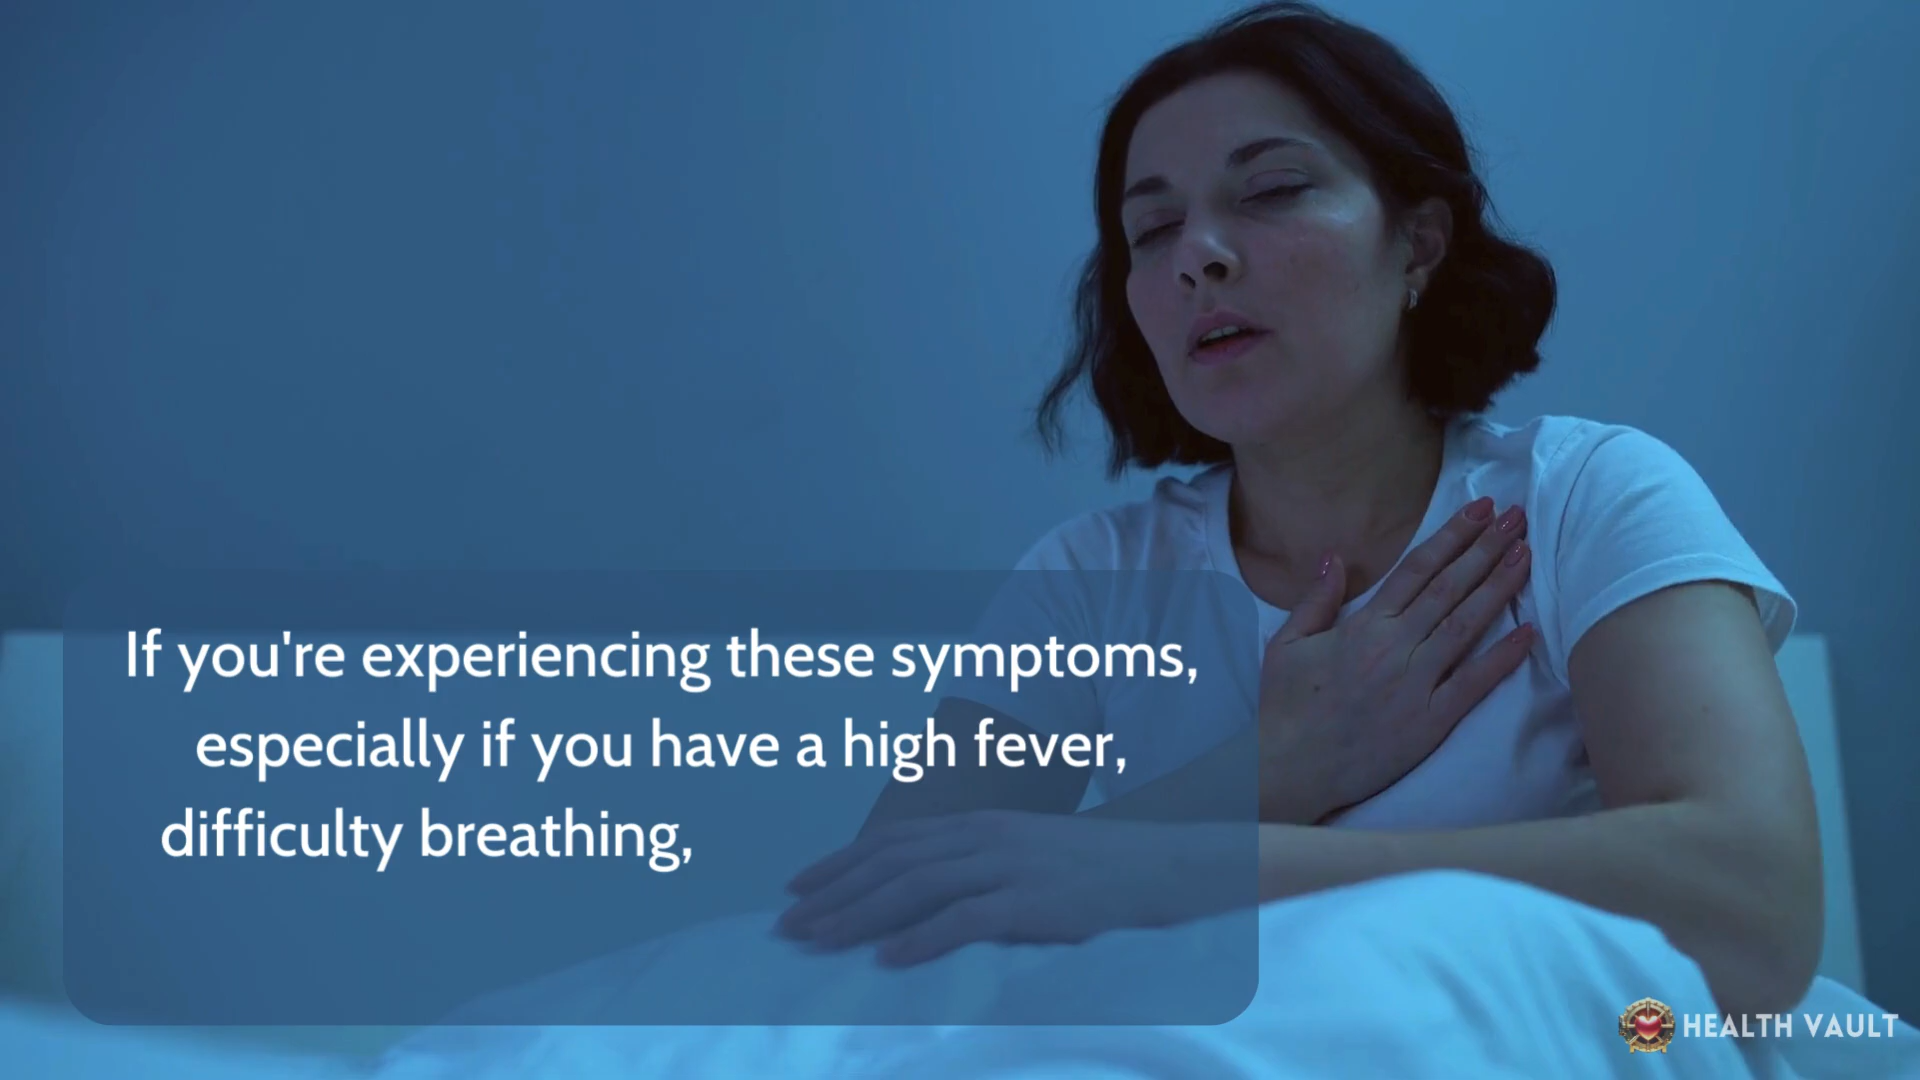 If you're experiencing these symptoms,
especially if you have a high fever,
difficulty breathing,
HEALTH VAULT